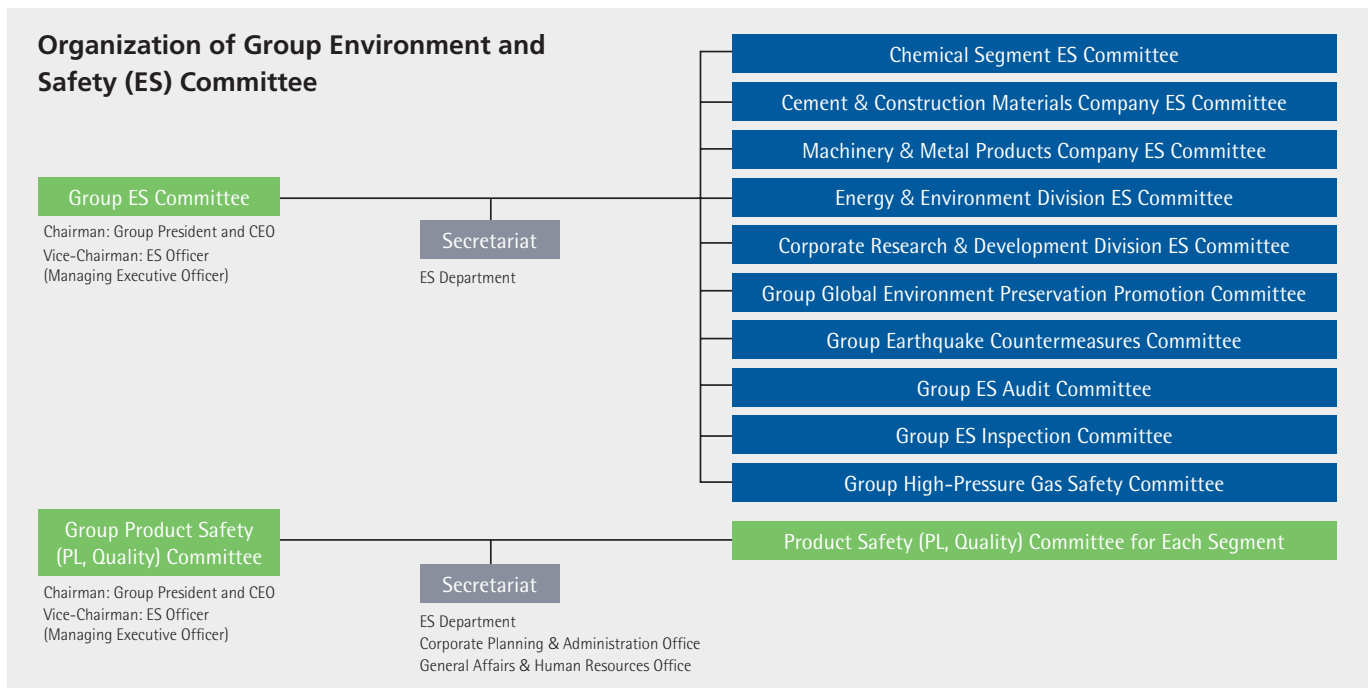 Organization of Group Environment and
Safety (ES) Committee
Group ES Committee
Chairman: Group President and CEO
Vice-Chairman: ES Officer
(Managing Executive Officer)
Secretariat
ES Department
Chemical Segment ES Committee
Cement & Construction Materials Company ES Committee
Machinery & Metal Products Company ES Committee
Energy & Environment Division ES Committee
Corporate Research & Development Division ES Committee
Group Global Environment Preservation Promotion Committee
Group Earthquake Countermeasures Committee
Group ES Audit Committee
Group ES Inspection Committee
Group High-Pressure Gas Safety Committee
Group Product Safety
(PL, Quality) Committee
Chairman: Group President and CEO
Vice-Chairman: ES Officer
(Managing Executive Officer)
Secretariat
ES Department
Corporate Planning & Administration Office
General Affairs & Human Resources Office
Product Safety (PL, Quality) Committee for Each Segment